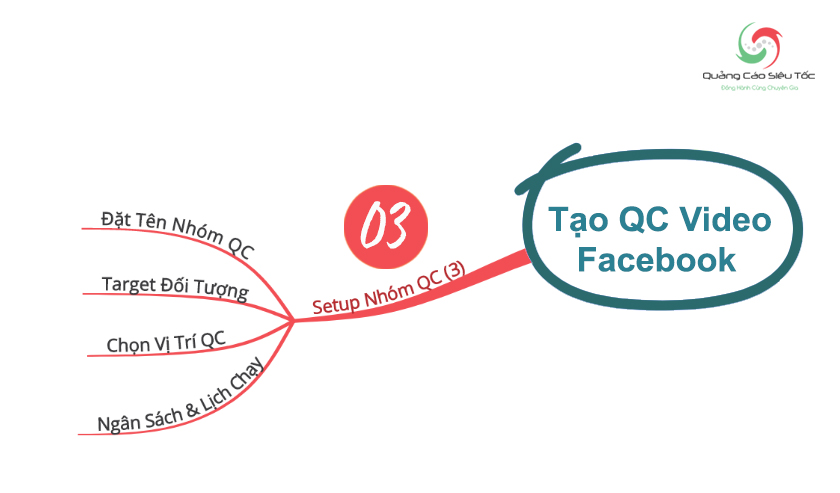 Quảng Cáo Siêu Tốc
Đồng Hành Cùng Chuyên Gia
03
Tạo QC Video
Facebook
Setup Nhóm QC (3)
Đặt Tên Nhóm QC
Target Đối Tượng
Chọn Vị Trí QC
Ngân Sách & Lịch Chạy